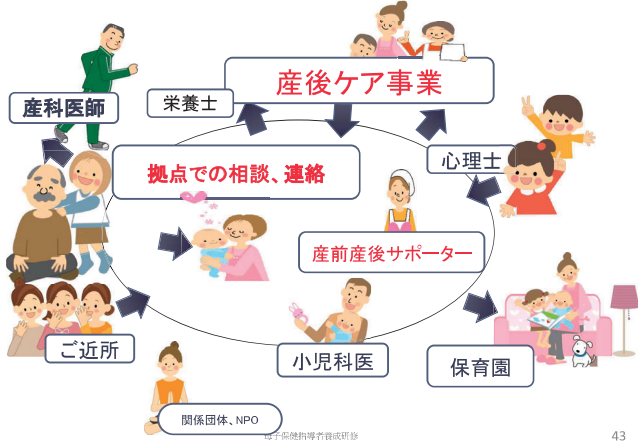 産後ケア事業
産科医師
栄養士
心理士
拠点での相談、連絡
産前産後サポーター
ご近所
小児科医
保育園
関係団体、NPO
母子保健指導者養成研修
43